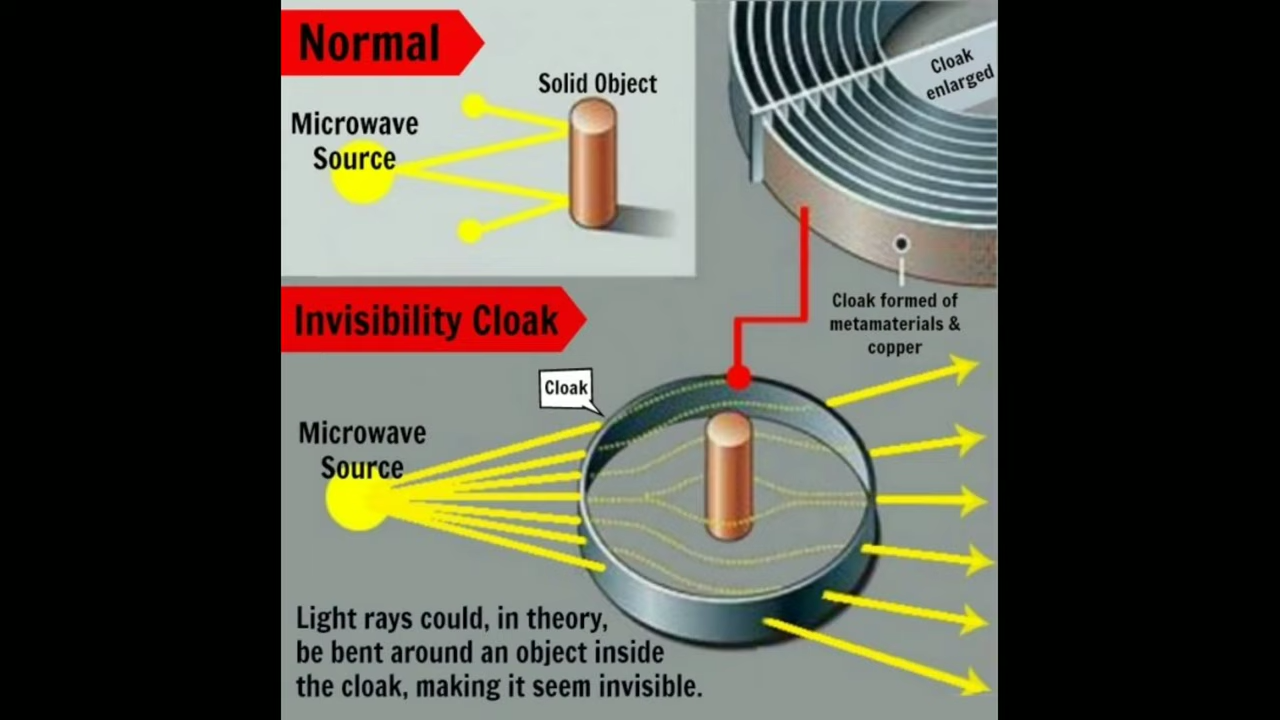 Normal
Solid Object
Microwave
Source
Cloak
enlarged
Cloak formed of
metamaterials &
copper
Invisibility Cloak
Cloak
Microwave
Source
Light rays could, in theory,
be bent around an object inside
the cloak, making it seem invisible.